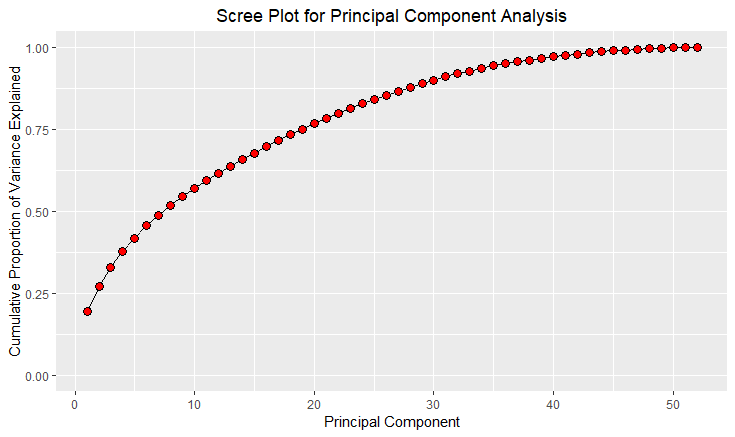 Scree Plot for Principal Component Analysis
Cumulative Proportion of Variance Explained
1.00
0.75
0.50
0.25
0.00
0 10 20 30 40 50
Principal Component